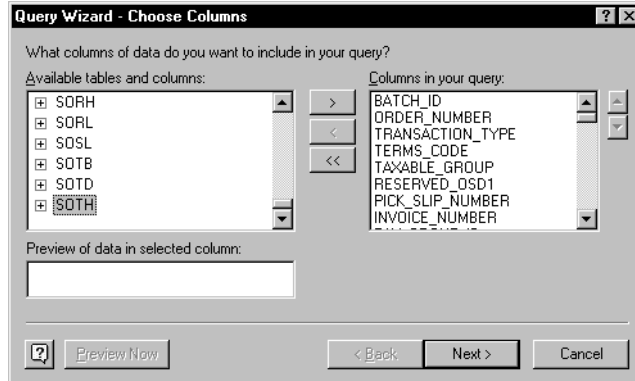 Query Wizard - Choose Columns
What columns of data do you want to include in your query?
Available tables and columns:
SORH
SORL
SOSL
SOTB
SOTD
SOTH
>
<
<<
Columns in your query:
BATCH_ID
ORDER_NUMBER
TRANSACTION_TYPE
TERMS_CODE
TAXABLE_GROUP
RESERVED_OSD1
PICK_SLIP_NUMBER
INVOICE_NUMBER
Preview of data in selected column:
Preview Now
< Back
Next >
Cancel